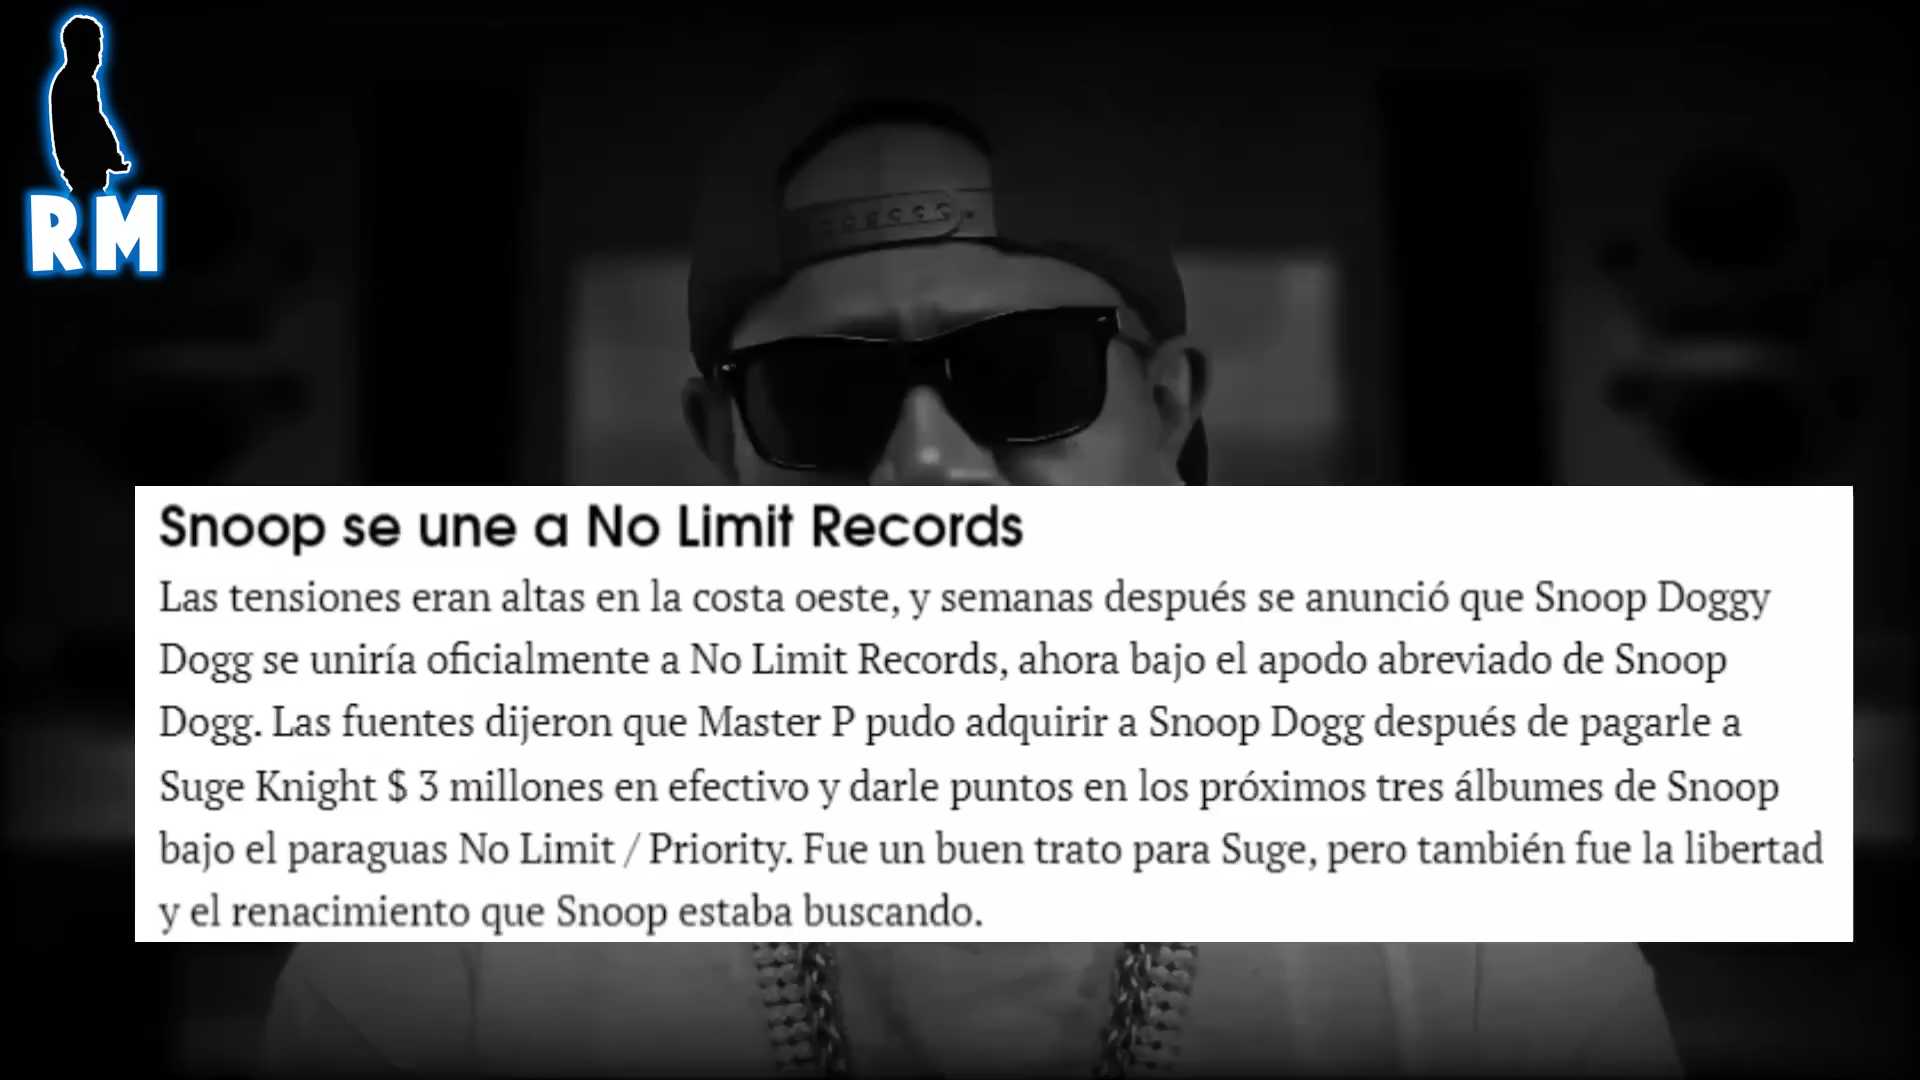 RM
Snoop se une a No Limit Records
Las tensiones eran altas en la costa oeste, y semanas después se anunció que Snoop Doggy
Dogg se uniría oficialmente a No Limit Records, ahora bajo el apodo abreviado de Snoop
Dogg. Las fuentes dijeron que Master P pudo adquirir a Snoop Dogg después de pagarle a
Suge Knight $ 3 millones en efectivo y darle puntos en los próximos tres álbumes de Snoop
bajo el paraguas No Limit / Priority. Fue un buen trato para Suge, pero también fue la libertad
y el renacimiento que Snoop estaba buscando.